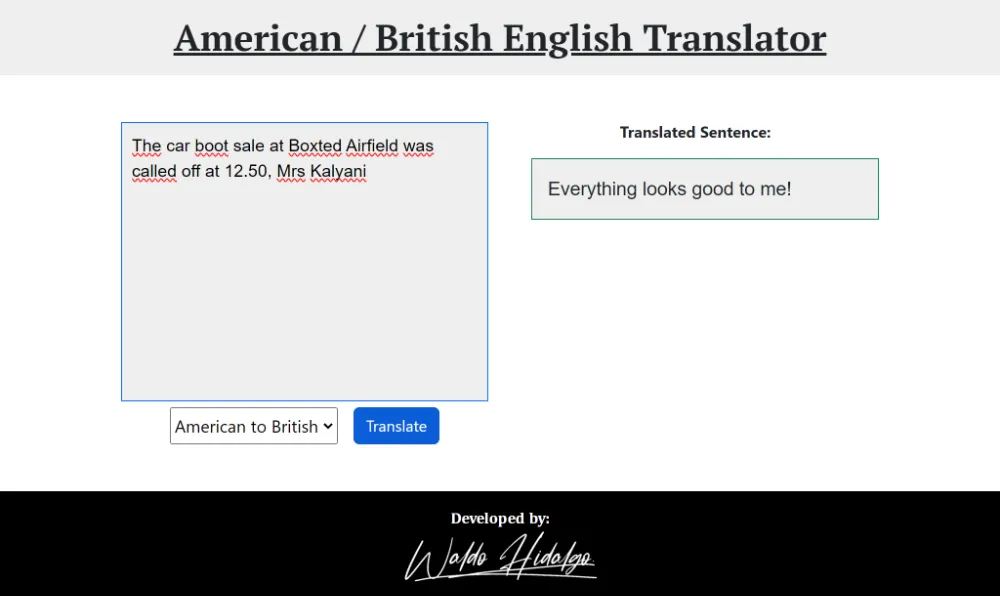 American / British English Translator
The car boot sale at Boxted Airfield was
called off at 12.50, Mrs Kalyani
Translated Sentence:
Everything looks good to me!
American to British
Translate
Developed by:
Waldo Hidalgo.